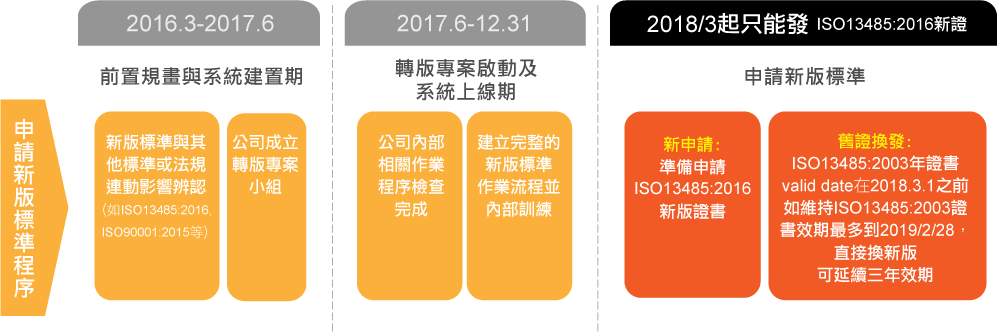 申請新版標準程序
2016.3-2017.6
前置規畫與系統建置期
新版標準與其
他標準或法規
連動影響辨認
(如ISO13485:2016,
ISO90001:2015等)
公司成立
轉版專案
小組
2017.6-12.31
轉版專案啟動及
系統上線期
公司內部
相關作業
程序檢查
完成
建立完整的
新版標準
作業流程並
內部訓練
2018/3起只能發 ISO13485:2016新證
申請新版標準
新申請：
準備申請
ISO13485:2016
新版證書
舊證換發：
ISO13485:2003年證書
valid date在2018.3.1之前
如維持ISO13485:2003證
書效期最多到2019/2/28，
直接換新版
可延續三年效期